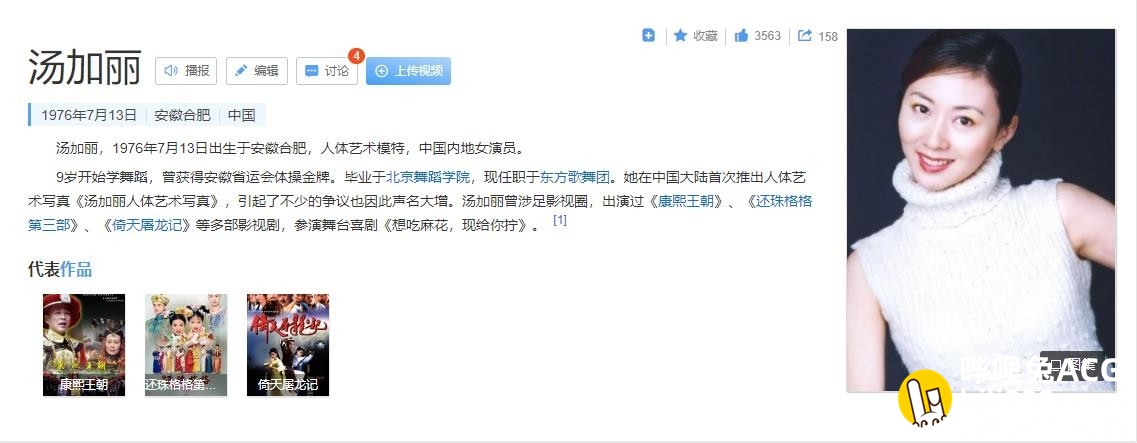 收藏 3563 158
汤加丽 播报 编辑 讨论 4 上传视频
1976年7月13日 安徽合肥 中国
汤加丽，1976年7月13日出生于安徽合肥，人体艺术模特，中国内地女演员。
9岁开始学舞蹈，曾获得安徽省运会体操金牌。毕业于北京舞蹈学院，现任职于东方歌舞团。她在中国大陆首次推出人体艺
术写真《汤加丽人体艺术写真》，引起了不少的争议也因此声名大增。汤加丽曾涉足影视圈，出演过《康熙王朝》、《还珠格格
第三部》、《倚天屠龙记》等多部影视剧，参演舞台喜剧《想吃麻花，现给你拧》。 [1]
代表作品
康熙王朝 还珠格格第... 倚天屠龙记
图集
哔哩兔ACG